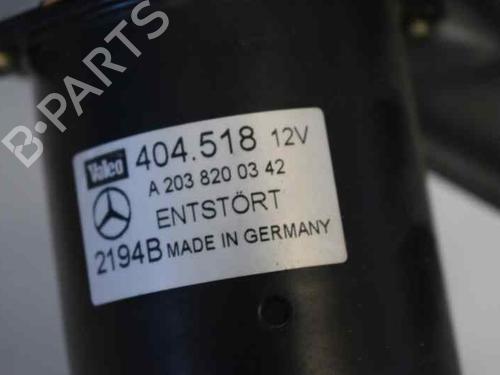 B-PARTS
Valeo 404.518 12V
A 203 820 03 42
ENTSTÖRT
2194B MADE IN GERMANY